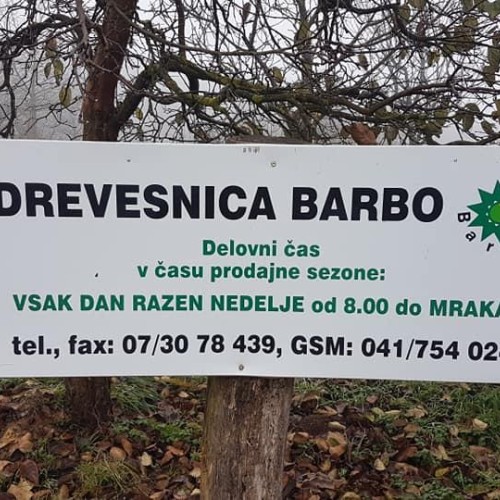 DREVESNICA BARBO
Bar
Delovni čas
v času prodajne sezone:
VSAK DAN RAZEN NEDELJE od 8.00 do MRAKA
tel., fax: 07/30 78 439, GSM: 041/754 02